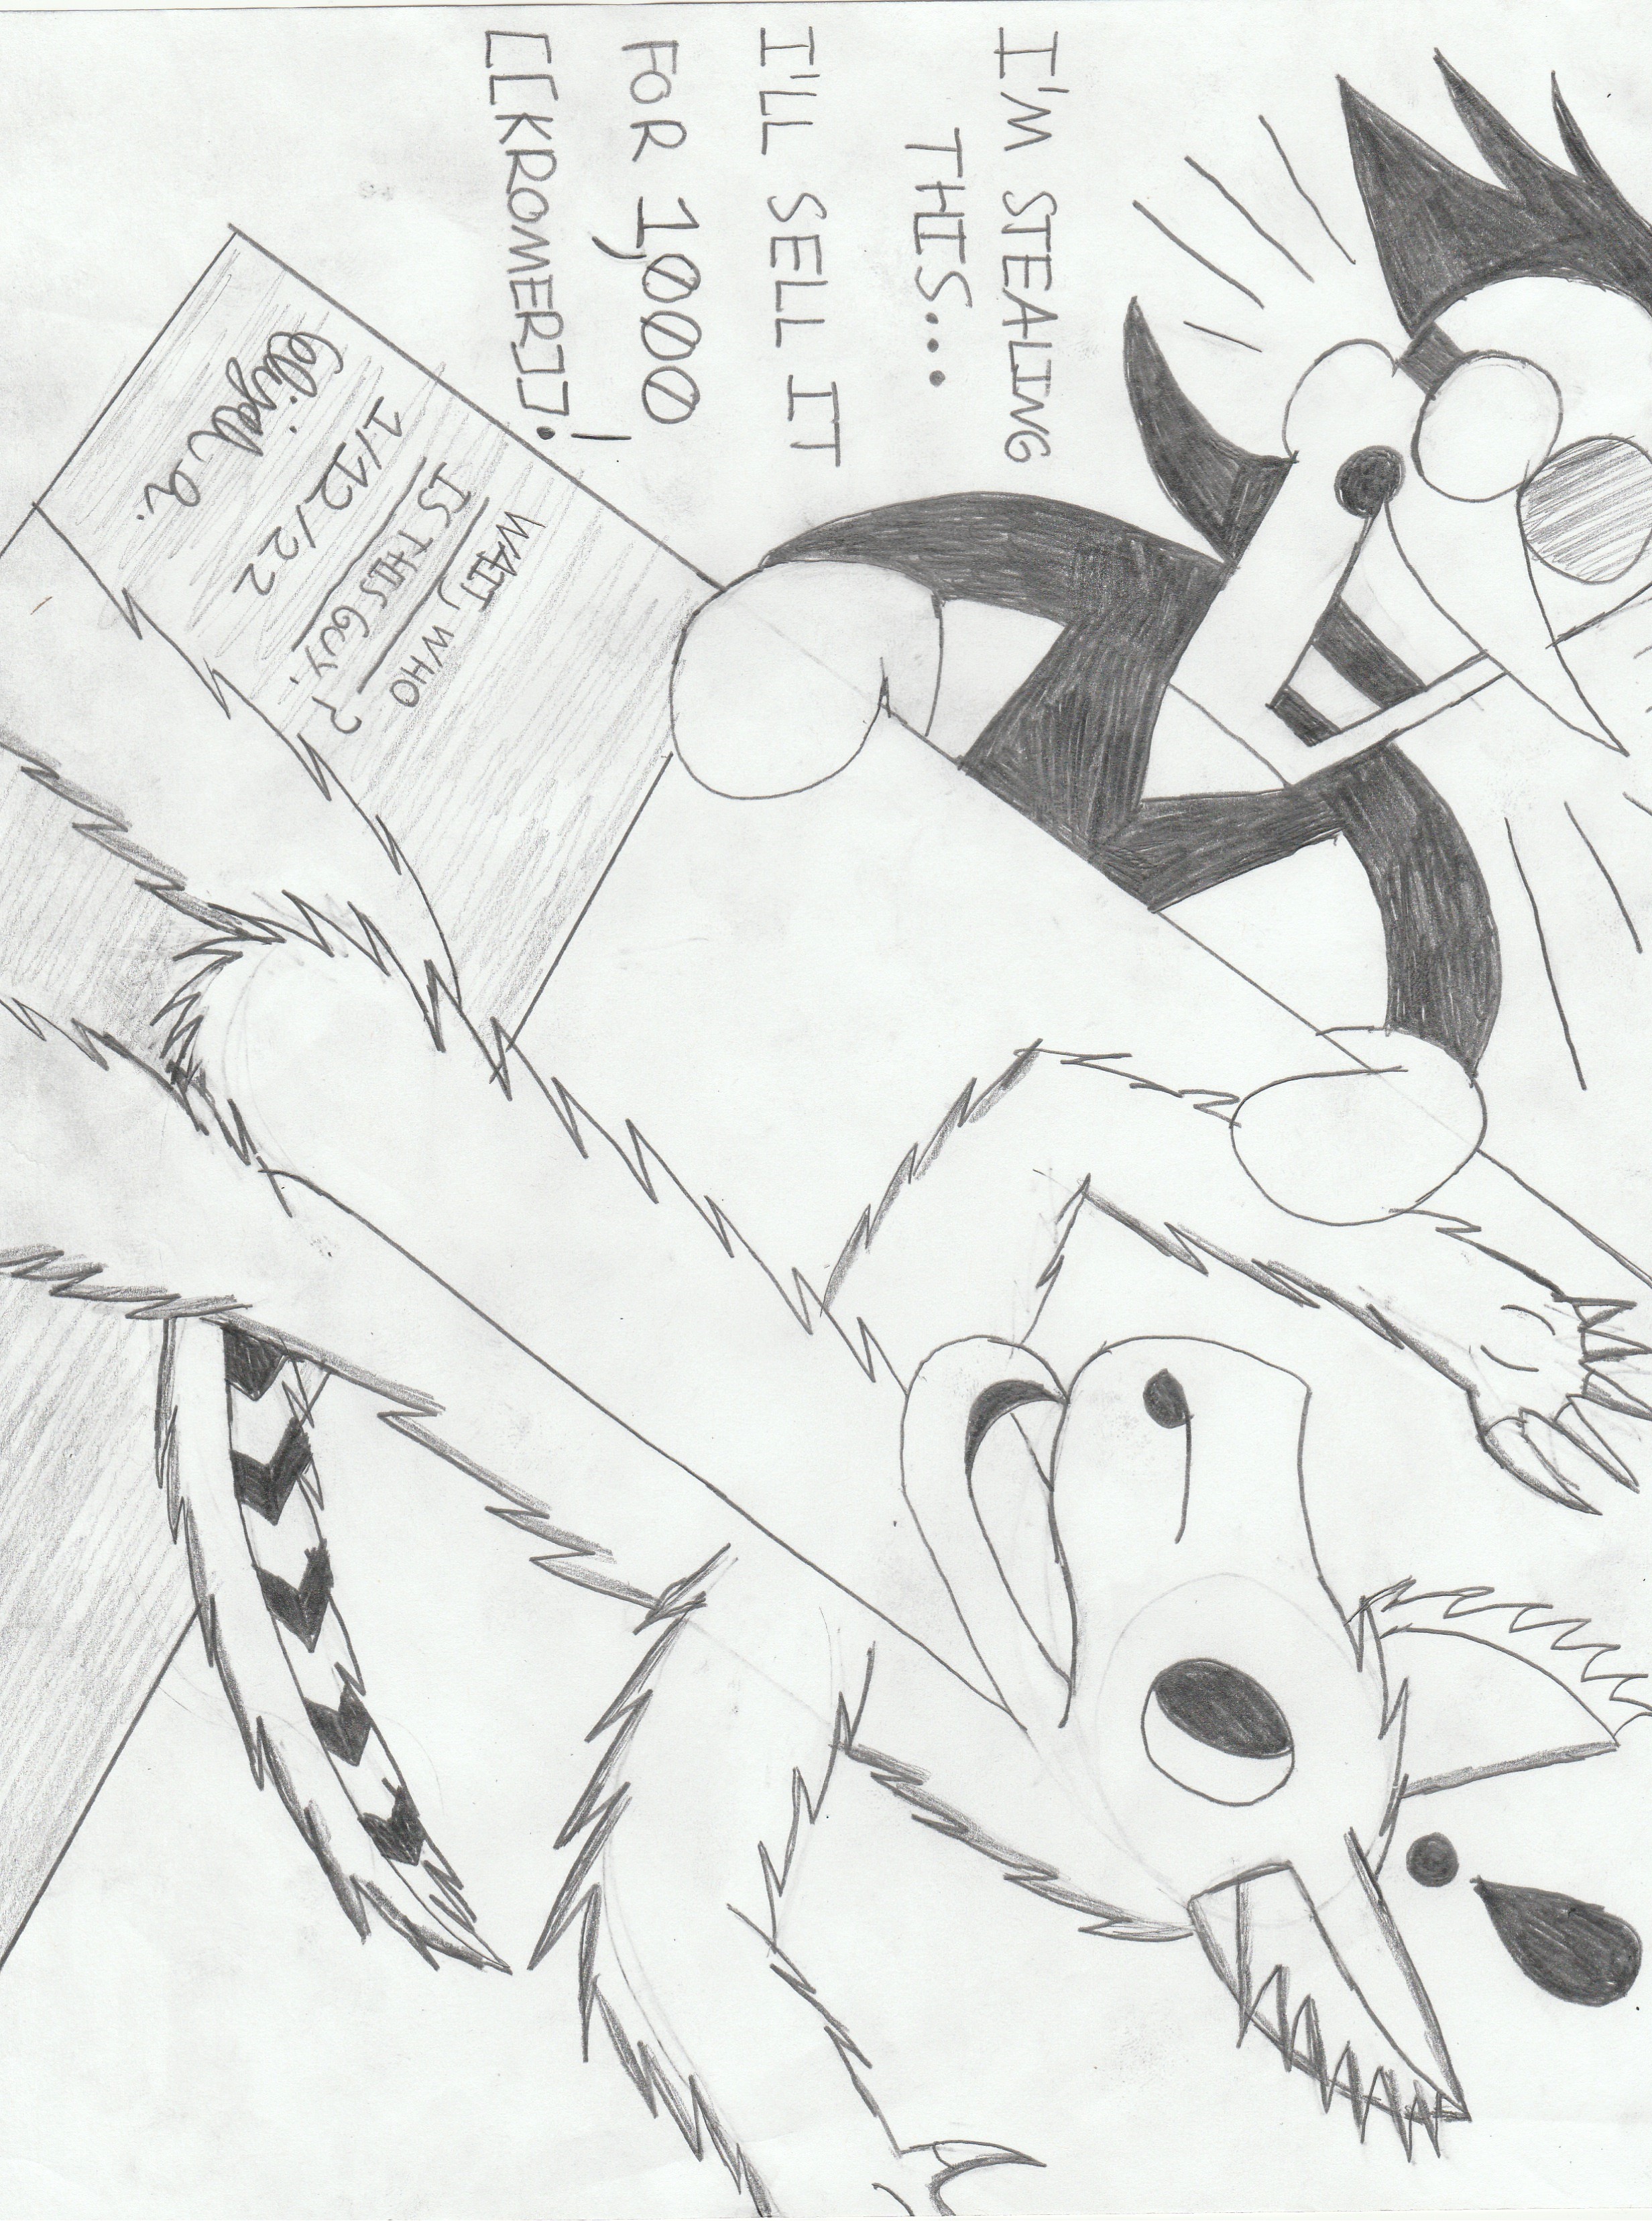 I'M STEALING
THIS...
I'LL SELL IT
FOR 1,000
[[KROMER]]!
WAIT, WHO
IS THIS GUY.?
1/12/22
Elijah a.